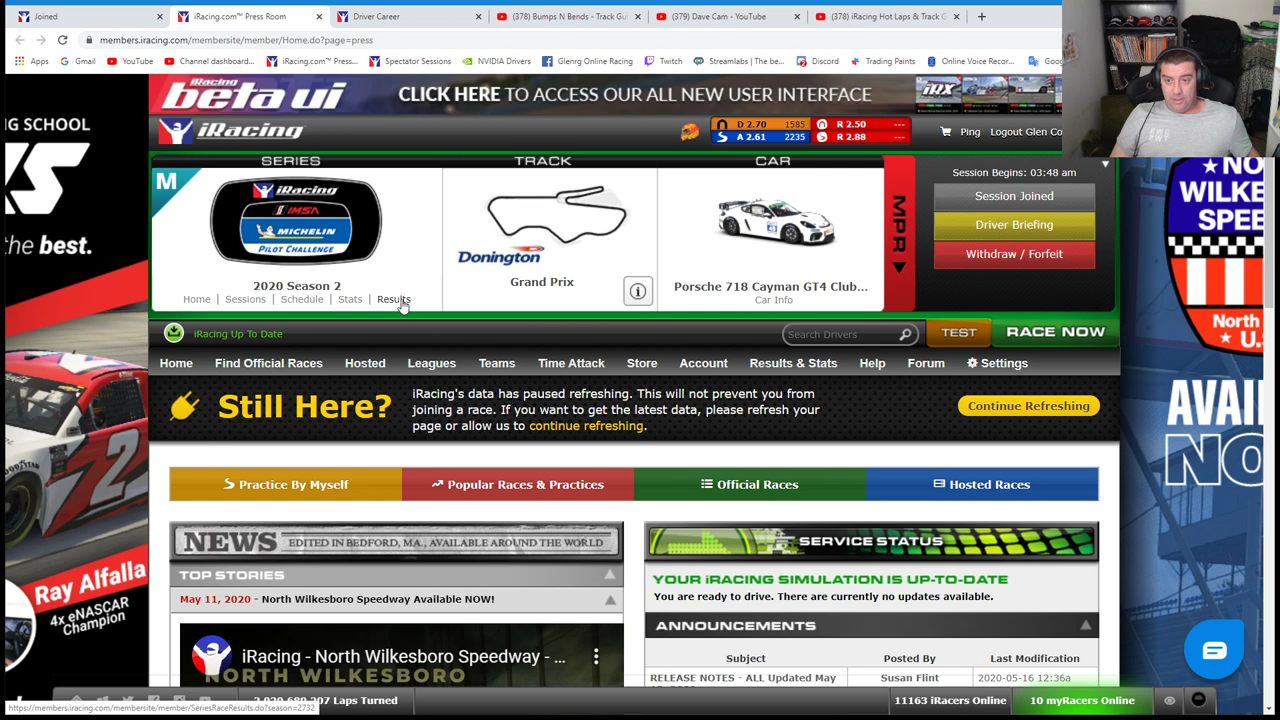 Joined
iRacing.com™ Press Room
Driver Career
(378) Bumps N Bends - Track Gui
(379) Dave Cam - YouTube
(378) iRacing Hot Laps & Track G
members.iracing.com/membersite/member/Home.do?page=press
Apps
Gmail
YouTube
Channel dashboard
iRacing.com™ Press...
Spectator Sessions
NVIDIA Drivers
Glenrg Online Racing
Twitch
Streamlabs | The be...
Discord
Trading Paints
Online Voice Recor...
Goo
iRacing
beta ui
CLICK HERE TO ACCESS OUR ALL NEW USER INTERFACE
iRacing
D 2.70 1585
R 2.50 ---
A 2.61 2235
R 2.88 ---
Ping
Logout Glen Co
NG SCHOOL
the best.
SERIES
TRACK
CAR
M
iRacing
IMSA
MICHELIN
PILOT CHALLENGE
2020 Season 2
Home | Sessions | Schedule | Stats | Results
Donington
Grand Prix
Porsche 718 Cayman GT4 Club...
Car Info
MPR
Session Begins: 03:48 am
Session Joined
Driver Briefing
Withdraw / Forfeit
iRacing Up To Date
Search Drivers
TEST
RACE NOW
Home
Find Official Races
Hosted
Leagues
Teams
Time Attack
Store
Account
Results & Stats
Help
Forum
Settings
Still Here?
iRacing's data has paused refreshing. This will not prevent you from
joining a race. If you want to get the latest data, please refresh your
page or allow us to continue refreshing.
Continue Refreshing
Practice By Myself
Popular Races & Practices
Official Races
Hosted Races
NEWS
EDITED IN BEDFORD, MA., AVAILABLE AROUND THE WORLD
TOP STORIES
May 11, 2020 - North Wilkesboro Speedway Available NOW!
iRacing - North Wilkesboro Speedway - ...
NORTH WILKESBORO
SERVICE STATUS
YOUR iRACING SIMULATION IS UP-TO-DATE
You are ready to drive. There are currently no updates available.
ANNOUNCEMENTS
Subject
Posted By
Last Modification
RELEASE NOTES - ALL Updated May
Susan Flint
2020-05-16 12:36a
2
Ray Alfalla
4x eNASCAR
Champion
NO
WILKE
SPEE
North
U.
AVAI
NO
Laps Turned
11163 iRacers Online
10 myRacers Online
https://members.iracing.com/membersite/member/SeriesRaceResults.do?season=2732